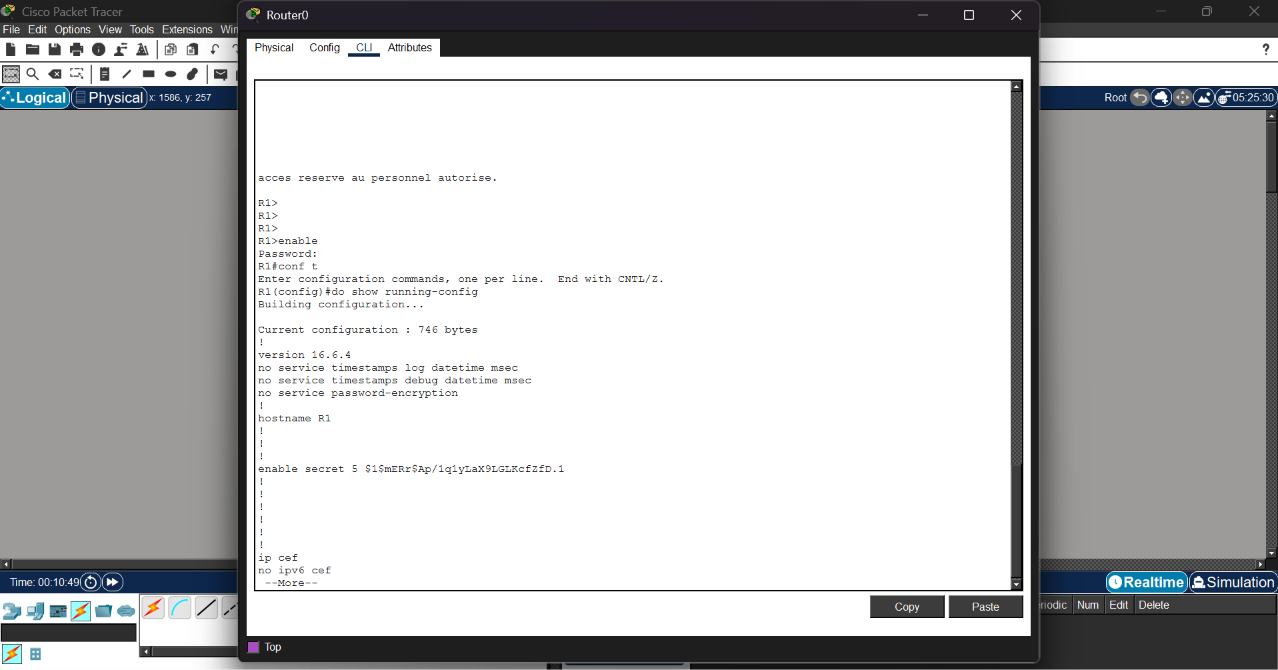 Cisco Packet Tracer
File Edit Options View Tools Extensions Win
Logical Physical x: 1586, y: 257
Router0
Physical Config CLI Attributes
?
Root 05:25:30
acces reserve au personnel autorise.
R1>
R1>
R1>
R1>enable
Password:
R1#conf t
Enter configuration commands, one per line.  End with CNTL/Z.
R1(config)#do show running-config
Building configuration...
Current configuration : 746 bytes
!
version 16.6.4
no service timestamps log datetime msec
no service timestamps debug datetime msec
no service password-encryption
!
hostname R1
!
!
!
enable secret 5 $1$mERr$Ap/1q1yLaX9LGLKcfZfD.1
!
!
!
!
!
!
ip cef
no ipv6 cef
--More--
Copy Paste
Top
Time: 00:10:49
Realtime Simulation
riodic Num Edit Delete